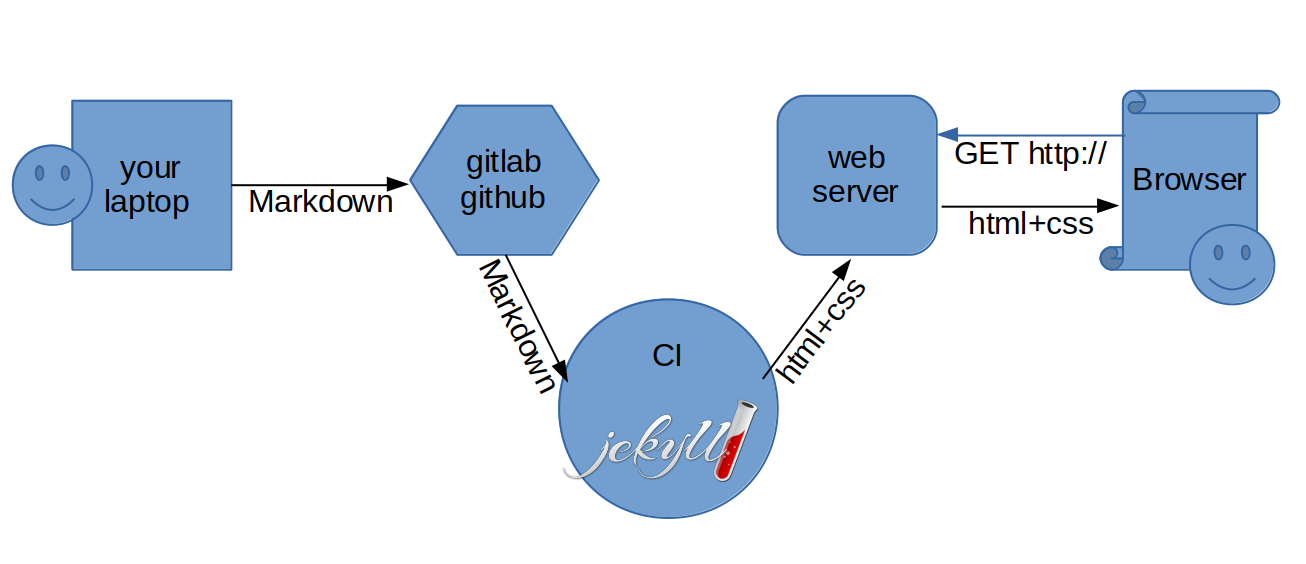 your
laptop
Markdown
gitlab
github
Markdown
CI
jekyll
html+css
web
server
GET http://
html+css
Browser